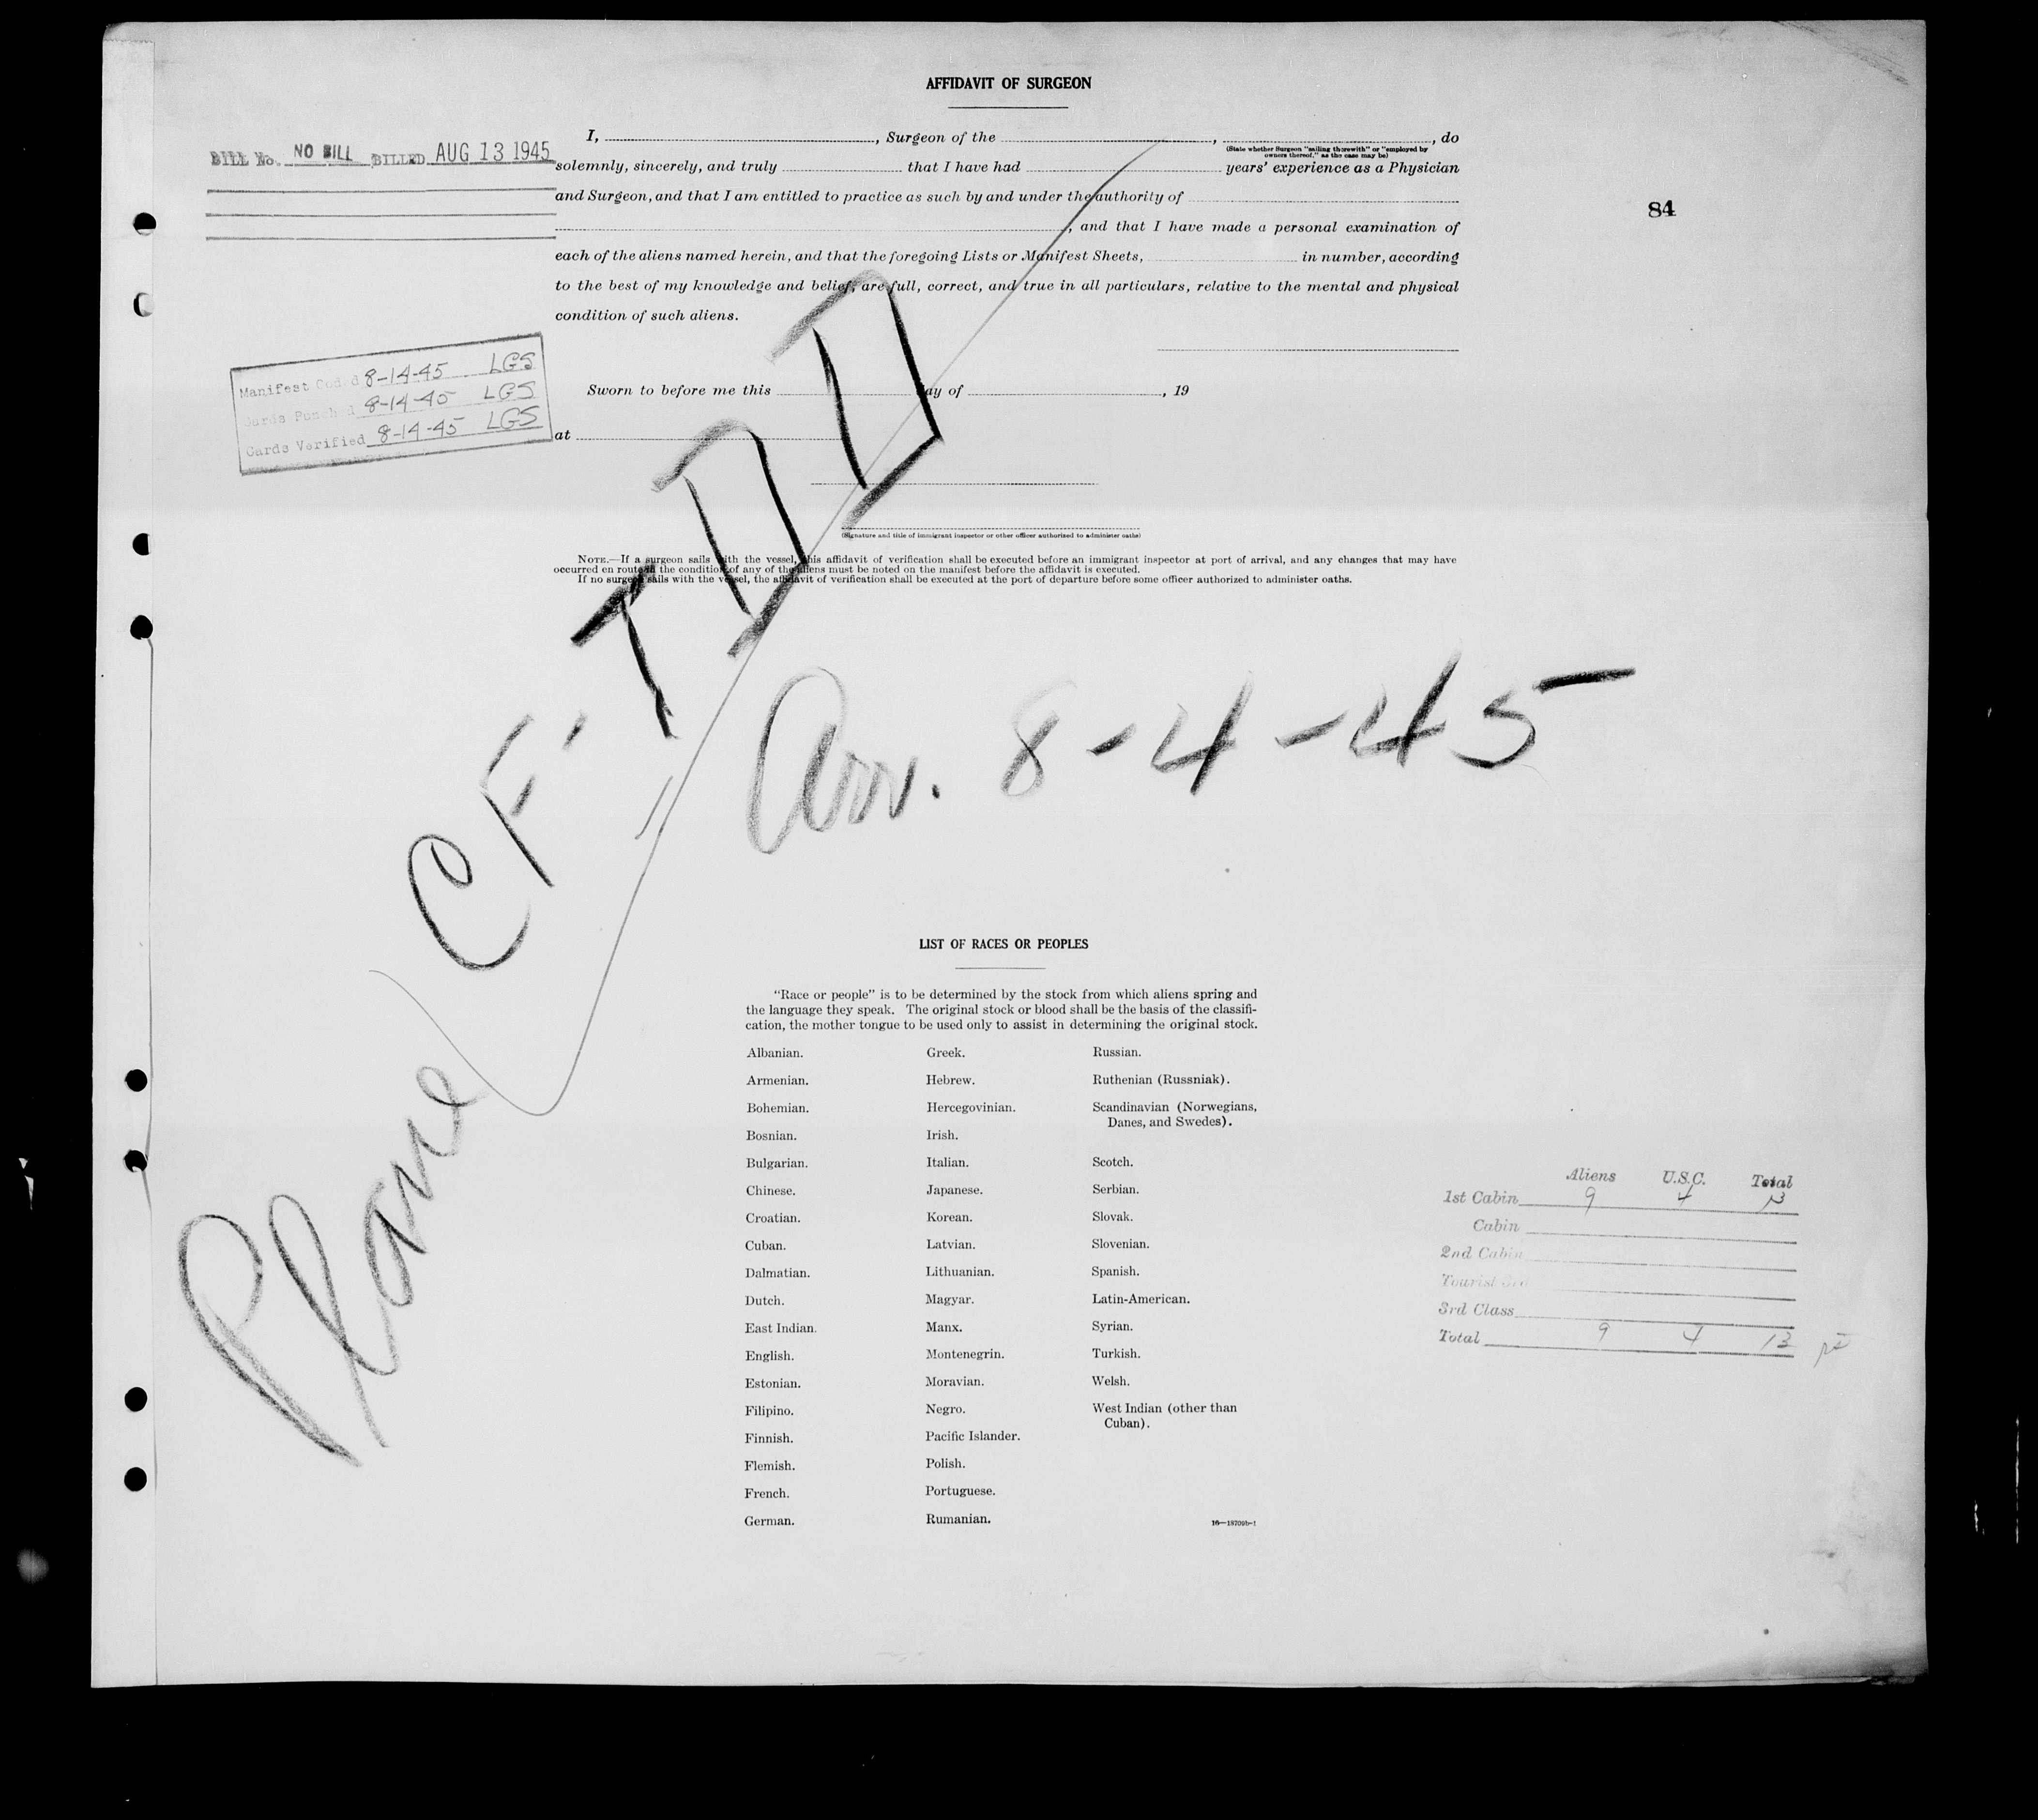 AFFIDAVIT OF SURGEON
I, , Surgeon of the , , do
(State whether Surgeon "sailing therewith" or "employed by
owners thereof," as the case may be)
BILL No. NO BILL BILLED AUG 13 1945
solemnly, sincerely, and truly that I have had years' experience as a Physician
and Surgeon, and that I am entitled to practice as such by and under the authority of
84
, and that I have made a personal examination of
each of the aliens named herein, and that the foregoing Lists or Manifest Sheets, in number, according
to the best of my knowledge and belief, are full, correct, and true in all particulars, relative to the mental and physical
condition of such aliens.
Manifest Coded 8-14-45 LGS
Cards Punched 8-14-45 LGS
Cards Verified 8-14-45 LGS
Sworn to before me this day of , 19
at
(Signature and title of immigrant inspector or other officer authorized to administer oaths)
NOTE.—If a surgeon sails with the vessel, this affidavit of verification shall be executed before an immigrant inspector at port of arrival, and any changes that may have
occurred en route in the condition of any of the aliens must be noted on the manifest before the affidavit is executed.
If no surgeon sails with the vessel, the affidavit of verification shall be executed at the port of departure before some officer authorized to administer oaths.
Plane CF-
Arr. 8-4-45
LIST OF RACES OR PEOPLES
"Race or people" is to be determined by the stock from which aliens spring and
the language they speak. The original stock or blood shall be the basis of the classifi-
cation, the mother tongue to be used only to assist in determining the original stock.
Albanian.
Armenian.
Bohemian.
Bosnian.
Bulgarian.
Chinese.
Croatian.
Cuban.
Dalmatian.
Dutch.
East Indian.
English.
Estonian.
Filipino.
Finnish.
Flemish.
French.
German.
Greek.
Hebrew.
Hercegovinian.
Irish.
Italian.
Japanese.
Korean.
Latvian.
Lithuanian.
Magyar.
Manx.
Montenegrin.
Moravian.
Negro.
Pacific Islander.
Polish.
Portuguese.
Rumanian.
Russian.
Ruthenian (Russniak).
Scandinavian (Norwegians,
Danes, and Swedes).
Scotch.
Serbian.
Slovak.
Slovenian.
Spanish.
Latin-American.
Syrian.
Turkish.
Welsh.
West Indian (other than
Cuban).
Aliens U.S.C. Total
1st Cabin 9 4 13
Cabin
2nd Cabin
Tourist 3rd
3rd Class
Total 9 4 13